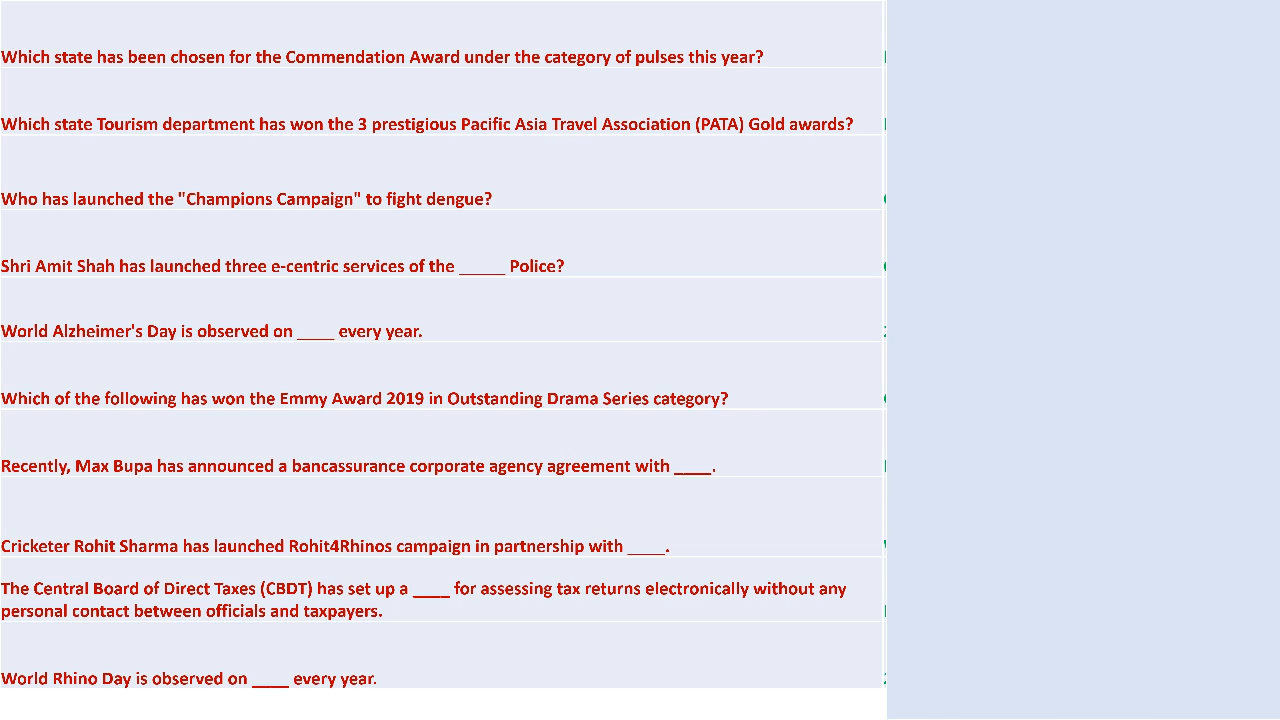 Which state has been chosen for the Commendation Award under the category of pulses this year?
Which state Tourism department has won the 3 prestigious Pacific Asia Travel Association (PATA) Gold awards?
Who has launched the "Champions Campaign" to fight dengue?
Shri Amit Shah has launched three e-centric services of the _____ Police?
World Alzheimer's Day is observed on ____ every year.
Which of the following has won the Emmy Award 2019 in Outstanding Drama Series category?
Recently, Max Bupa has announced a bancassurance corporate agency agreement with ____.
Cricketer Rohit Sharma has launched Rohit4Rhinos campaign in partnership with ____.
The Central Board of Direct Taxes (CBDT) has set up a ____ for assessing tax returns electronically without any
personal contact between officials and taxpayers.
World Rhino Day is observed on ____ every year.